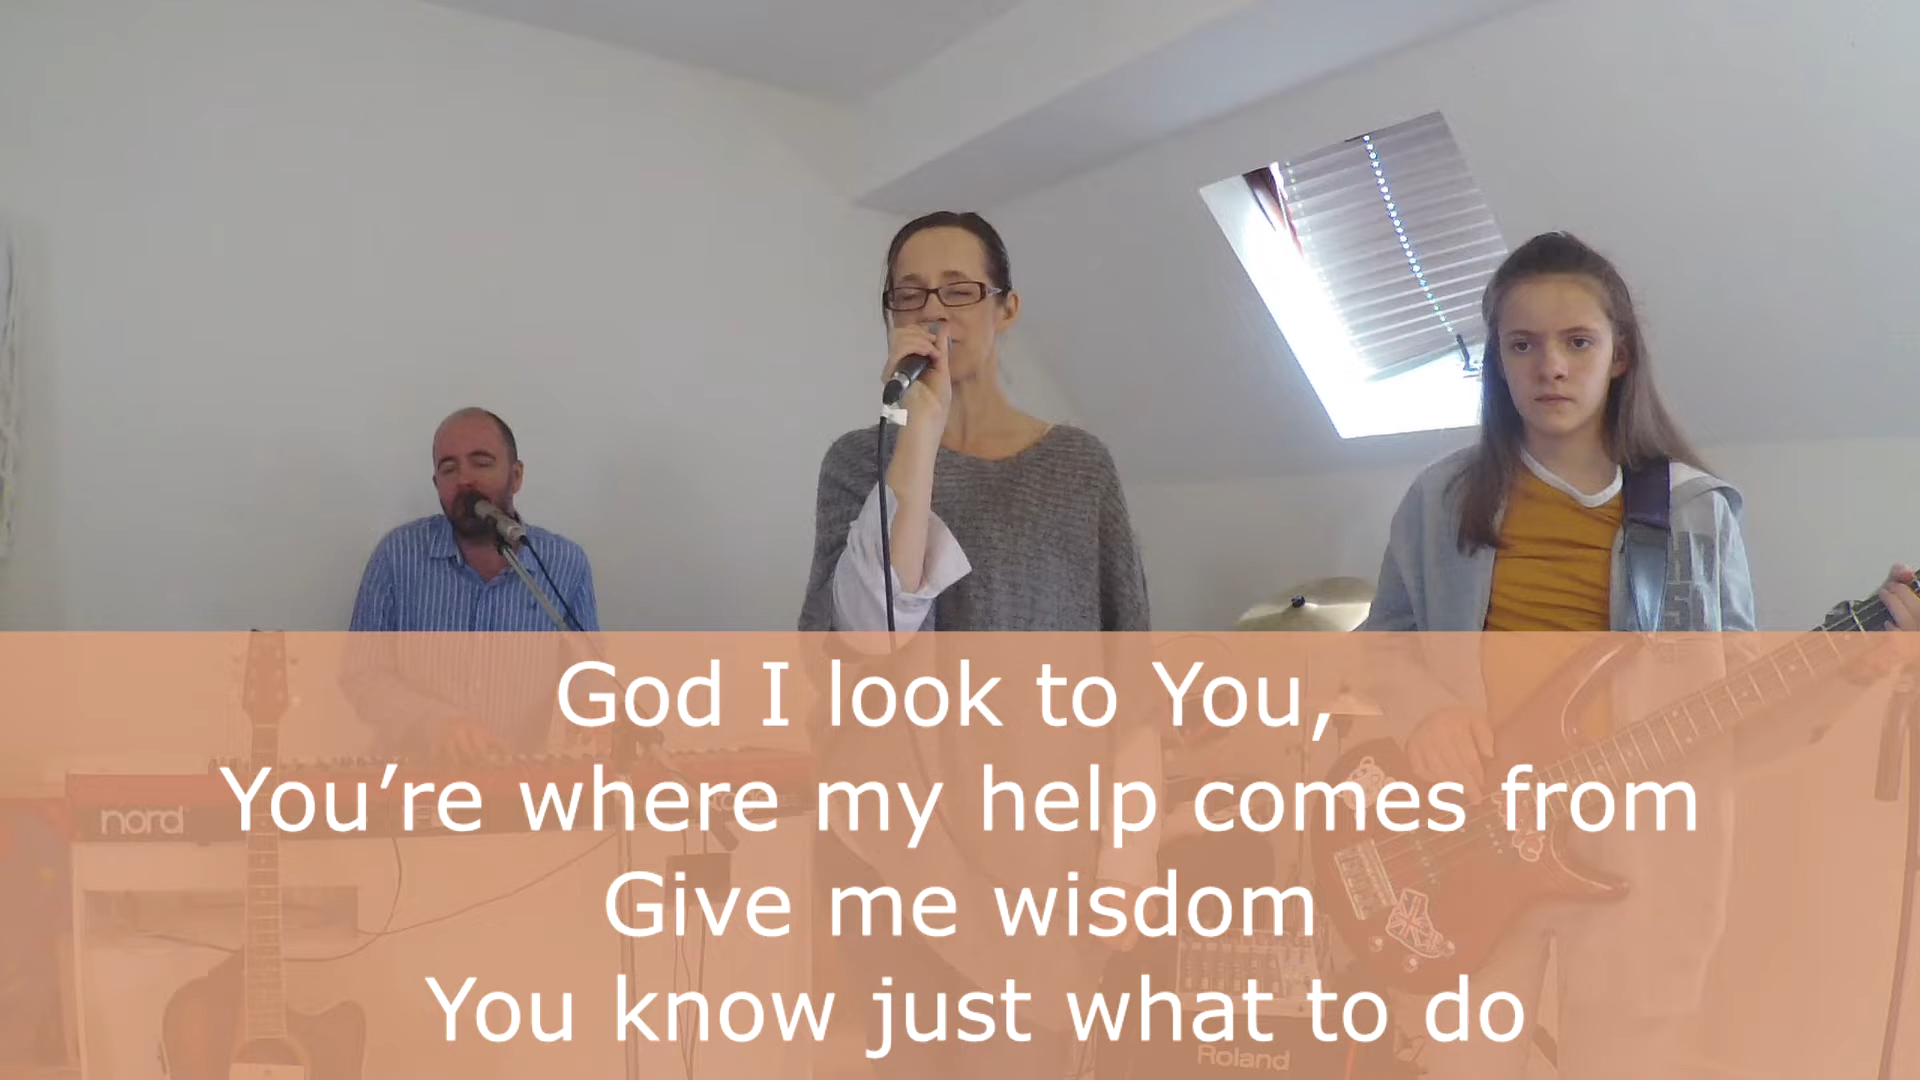 God I look to You,
You're where my help comes from
nord
Give me wisdom
You know just what to do
Roland